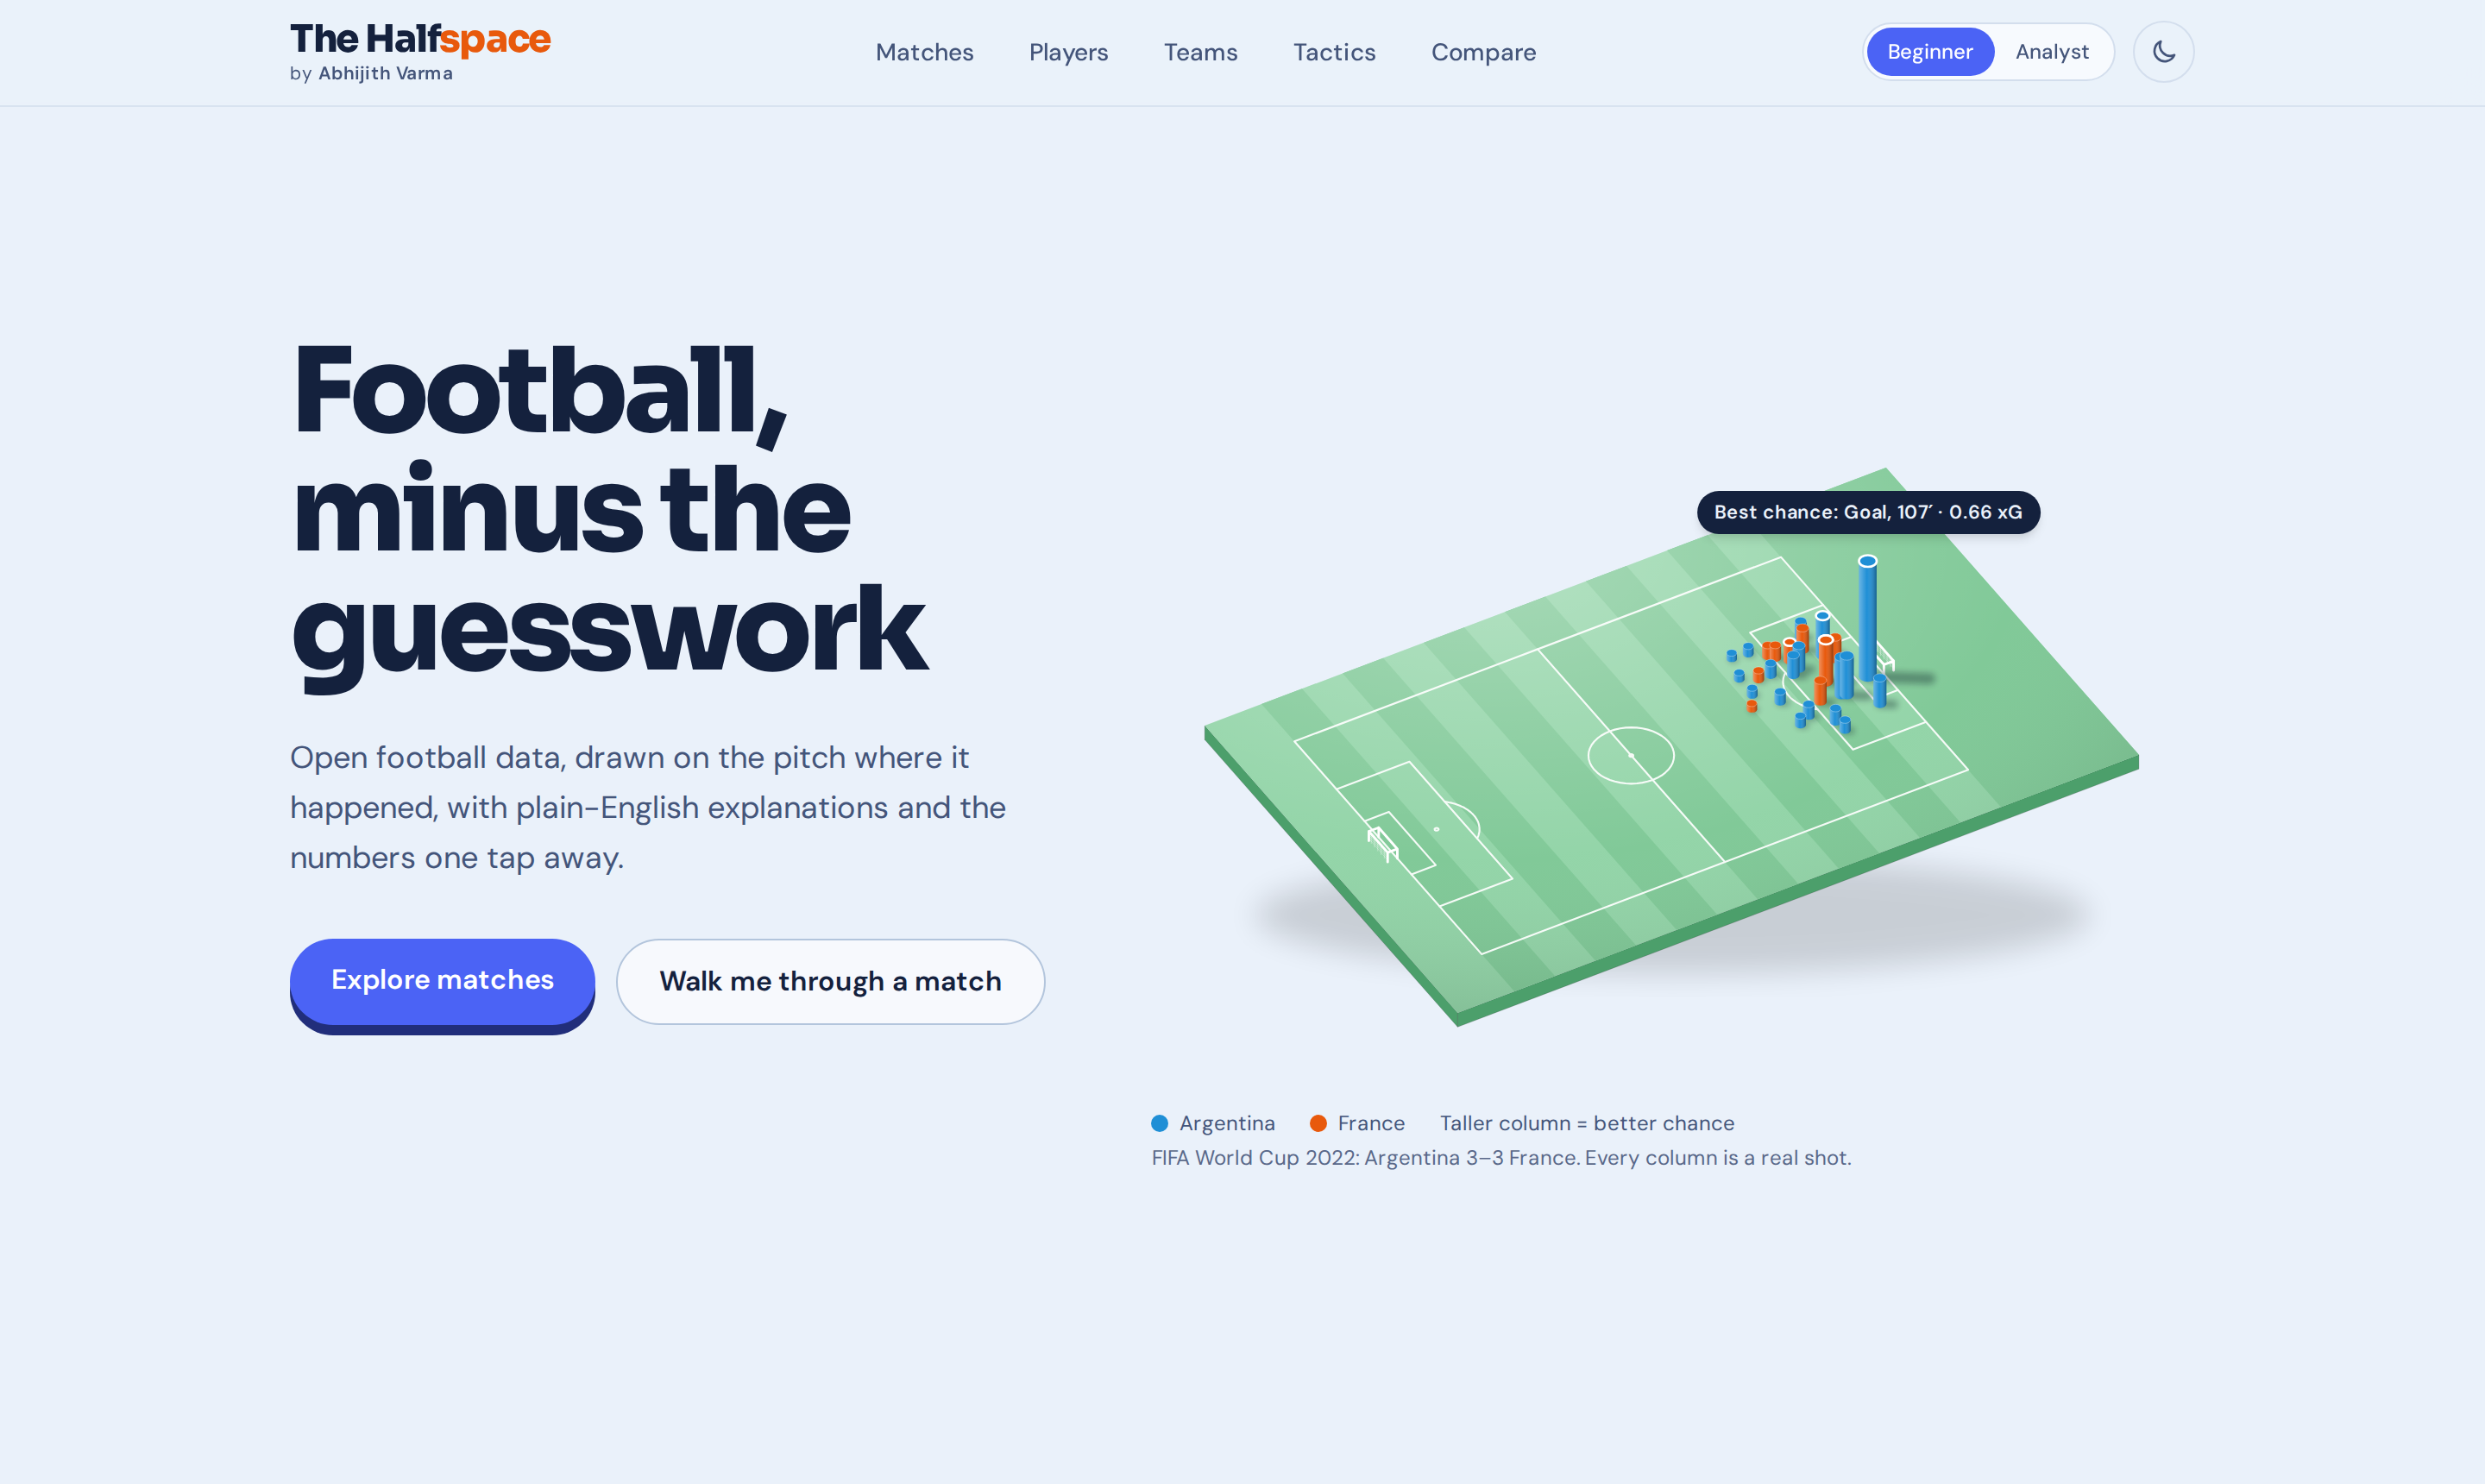 The Halfspace
by Abhijith Varma
Matches
Players
Teams
Tactics
Compare
Beginner
Analyst
Football,
minus the
guesswork
Open football data, drawn on the pitch where it
happened, with plain-English explanations and the
numbers one tap away.
Explore matches
Walk me through a match
Best chance: Goal, 107′ · 0.66 xG
Argentina
France
Taller column = better chance
FIFA World Cup 2022: Argentina 3–3 France. Every column is a real shot.